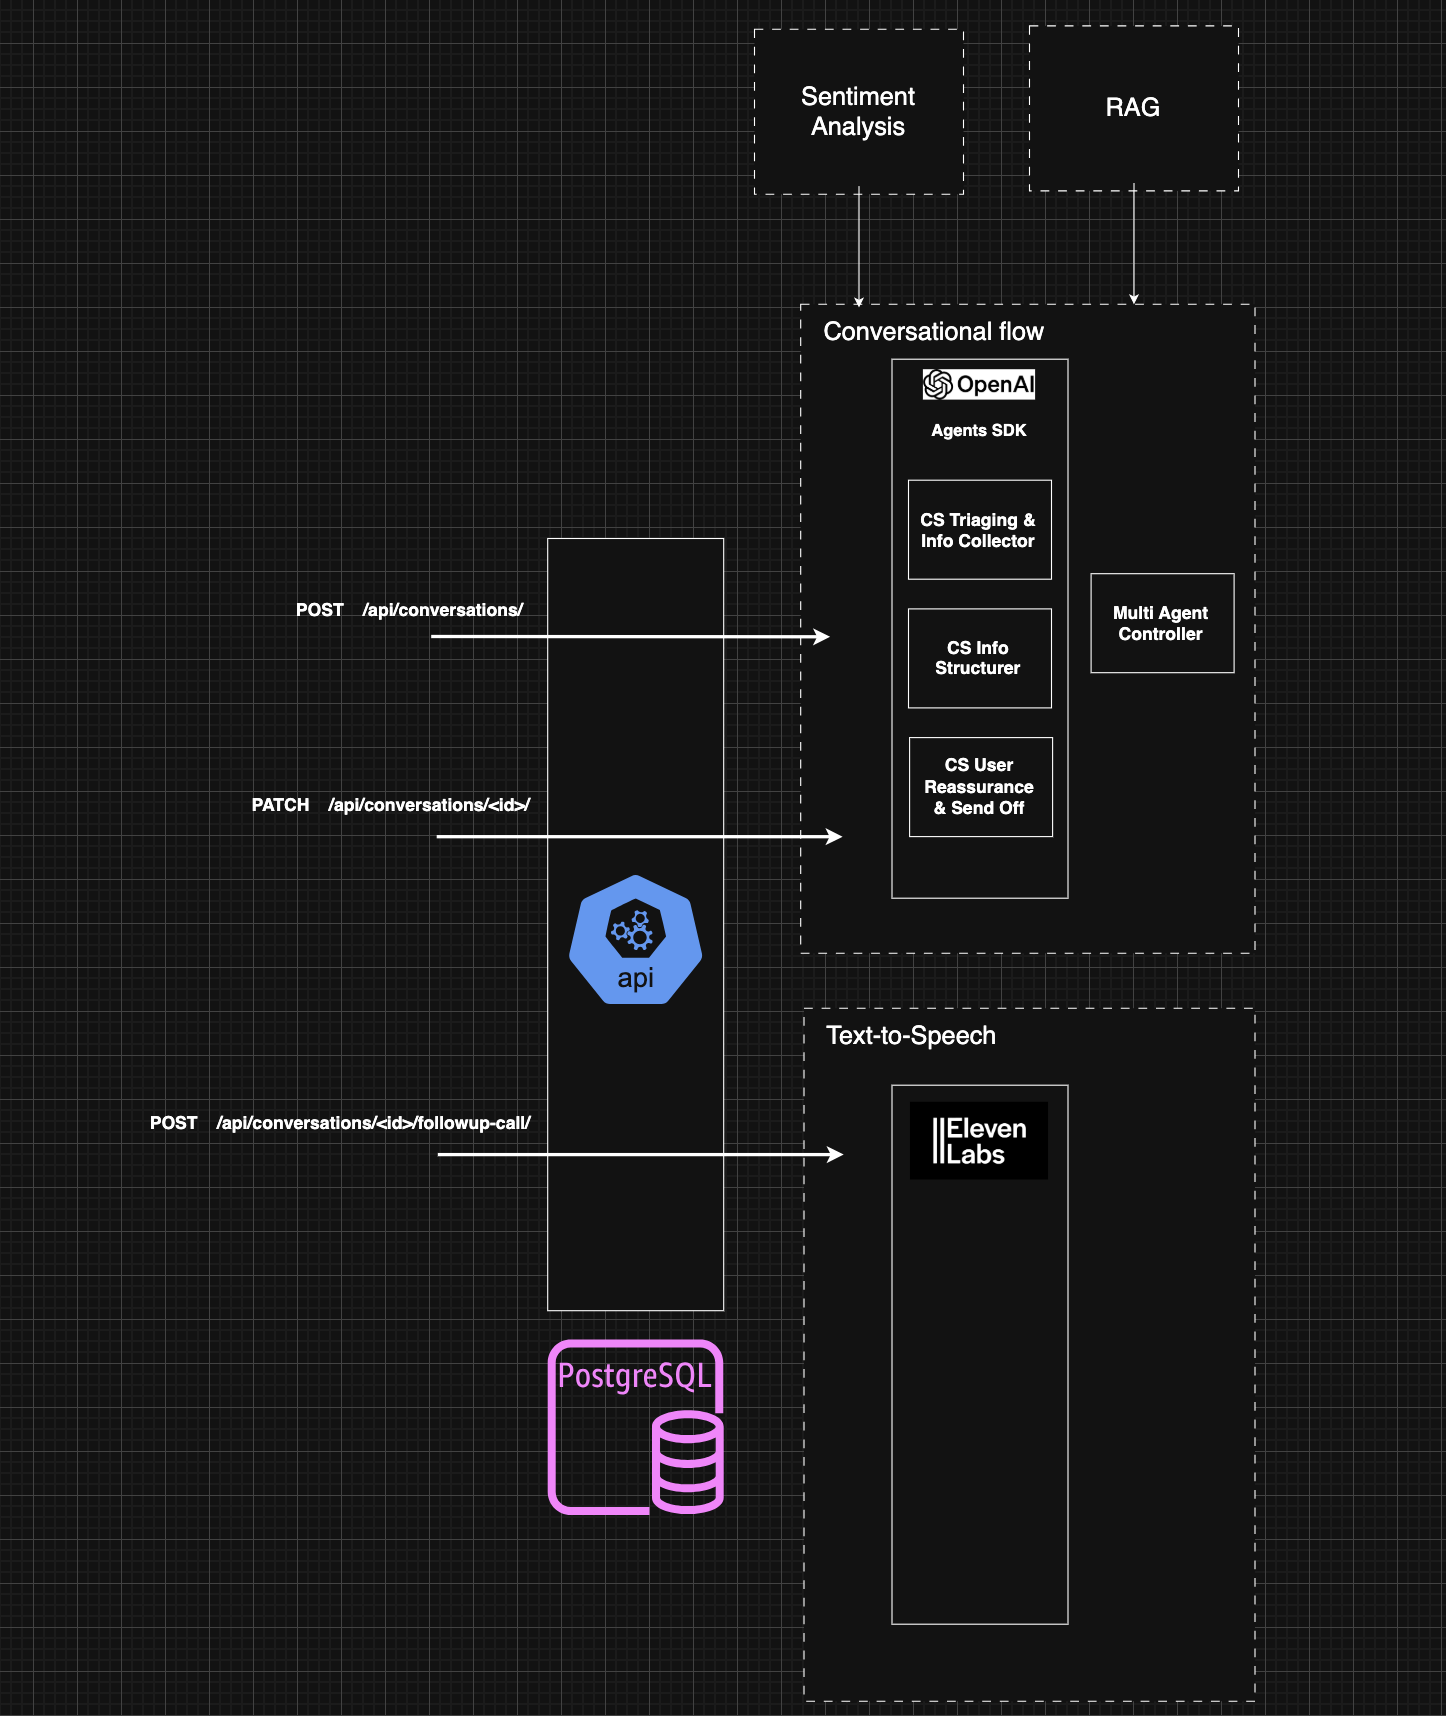 Sentiment
Analysis
RAG
Conversational flow
OpenAI
Agents SDK
CS Triaging &
Info Collector
CS Info
Structurer
CS User
Reassurance
& Send Off
Multi Agent
Controller
POST /api/conversations/
PATCH /api/conversations/<id>/
api
POST /api/conversations/<id>/followup-call/
Text-to-Speech
Eleven
Labs
PostgreSQL